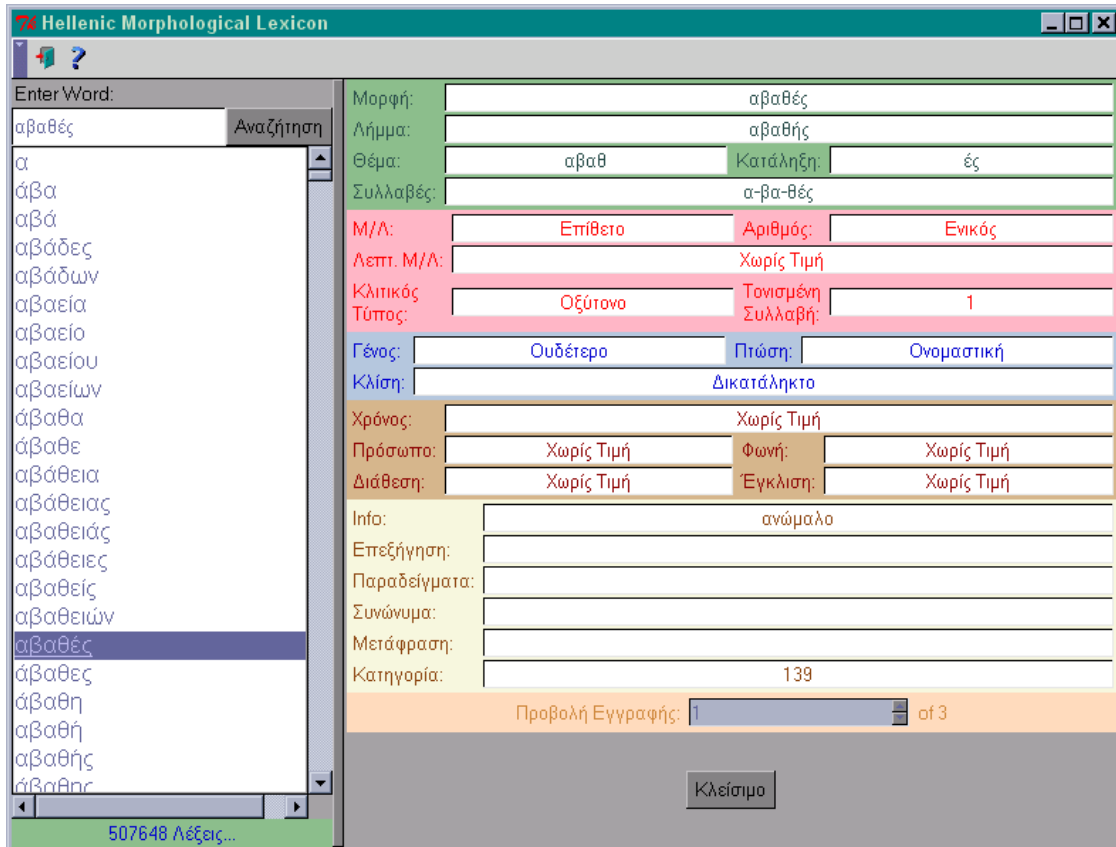 Hellenic Morphological Lexicon
Enter Word:
αβαθές Αναζήτηση
α
άβα
αβά
αβάδες
αβάδων
αβαεία
αβαείο
αβαείου
αβαείων
άβαθα
άβαθε
αβάθεια
αβάθειας
αβαθειάς
αβάθειες
αβαθείς
αβαθειών
αβαθές
άβαθες
άβαθη
αβαθή
αβαθής
άβαθης
507648 Λέξεις...
Μορφή: αβαθές
Λήμμα: αβαθής
Θέμα: αβαθ Κατάληξη: ές
Συλλαβές: α-βα-θές
Μ/Λ: Επίθετο Αριθμός: Ενικός
Λεπτ. Μ/Λ: Χωρίς Τιμή
Κλιτικός Τύπος: Οξύτονο Τονισμένη Συλλαβή: 1
Γένος: Ουδέτερο Πτώση: Ονομαστική
Κλίση: Δικατάληκτο
Χρόνος: Χωρίς Τιμή
Πρόσωπο: Χωρίς Τιμή Φωνή: Χωρίς Τιμή
Διάθεση: Χωρίς Τιμή Έγκλιση: Χωρίς Τιμή
Info: ανώμαλο
Επεξήγηση:
Παραδείγματα:
Συνώνυμα:
Μετάφραση:
Κατηγορία: 139
Προβολή Εγγραφής: 1 of 3
Κλείσιμο